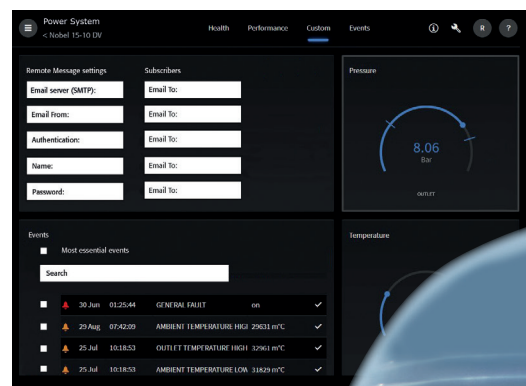 Power System
< Nobel 15-10 DV
Health Performance Custom Events
R ?
Remote Message settings
Subscribers
Email server (SMTP):
Email To:
Email From:
Email To:
Authentication:
Email To:
Name:
Email To:
Password:
Email To:
Pressure
8.06
Bar
OUTLET
Events
Most essential events
Search
30 Jun 01:25:44 GENERAL FAULT on
29 Aug 07:42:09 AMBIENT TEMPERATURE HIGH 29631 m°C
25 Jul 10:18:53 OUTLET TEMPERATURE HIGH 32961 m°C
25 Jul 10:18:53 AMBIENT TEMPERATURE LOW 31829 m°C
Temperature